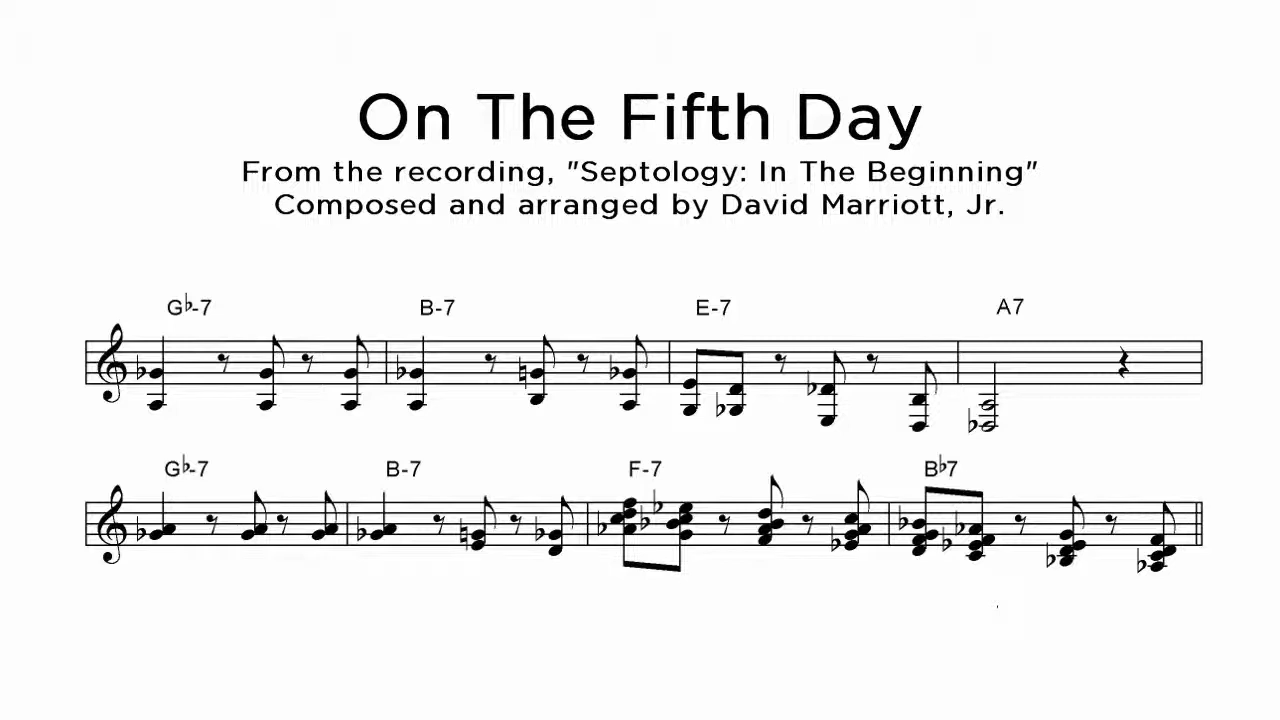 On The Fifth Day
From the recording, "Septology: In The Beginning"
Composed and arranged by David Marriott, Jr.
G♭-7 B-7 E-7 A7
G♭-7 B-7 F-7 B♭7